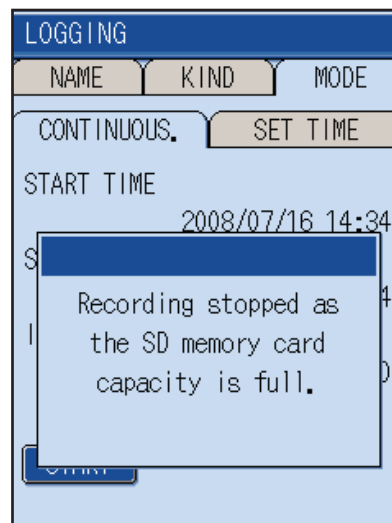 LOGGING
NAME KIND MODE
CONTINUOUS. SET TIME
START TIME
2008/07/16 14:34
Recording stopped as
the SD memory card
capacity is full.